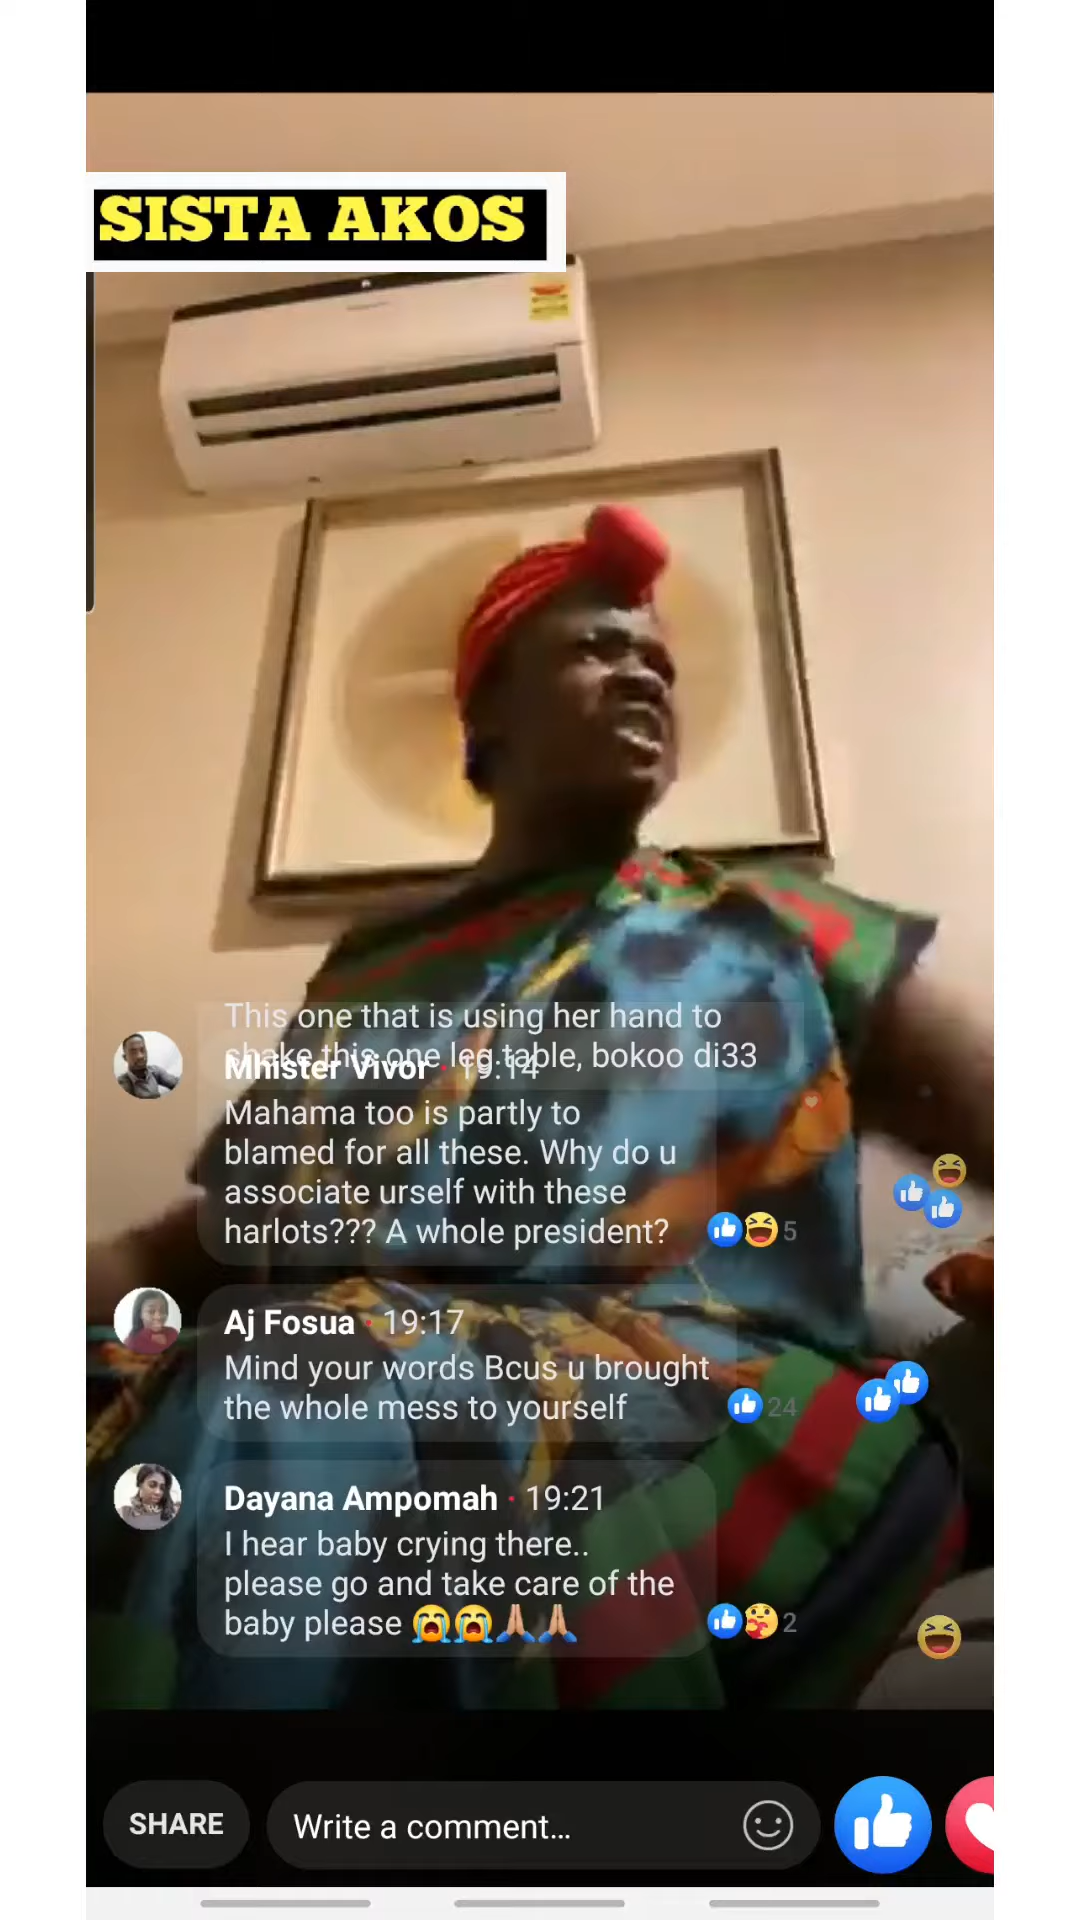 SISTA AKOS
This one that is using her hand to
shake this one leg table, bokoo di33
Mhister Vivor • 19:14
Mahama too is partly to
blamed for all these. Why do u
associate urself with these
harlots??? A whole president?
5
Aj Fosua • 19:17
Mind your words Bcus u brought
the whole mess to yourself
24
Dayana Ampomah • 19:21
I hear baby crying there..
please go and take care of the
baby please 😭😭🙏🏽🙏🏽
2
SHARE
Write a comment...